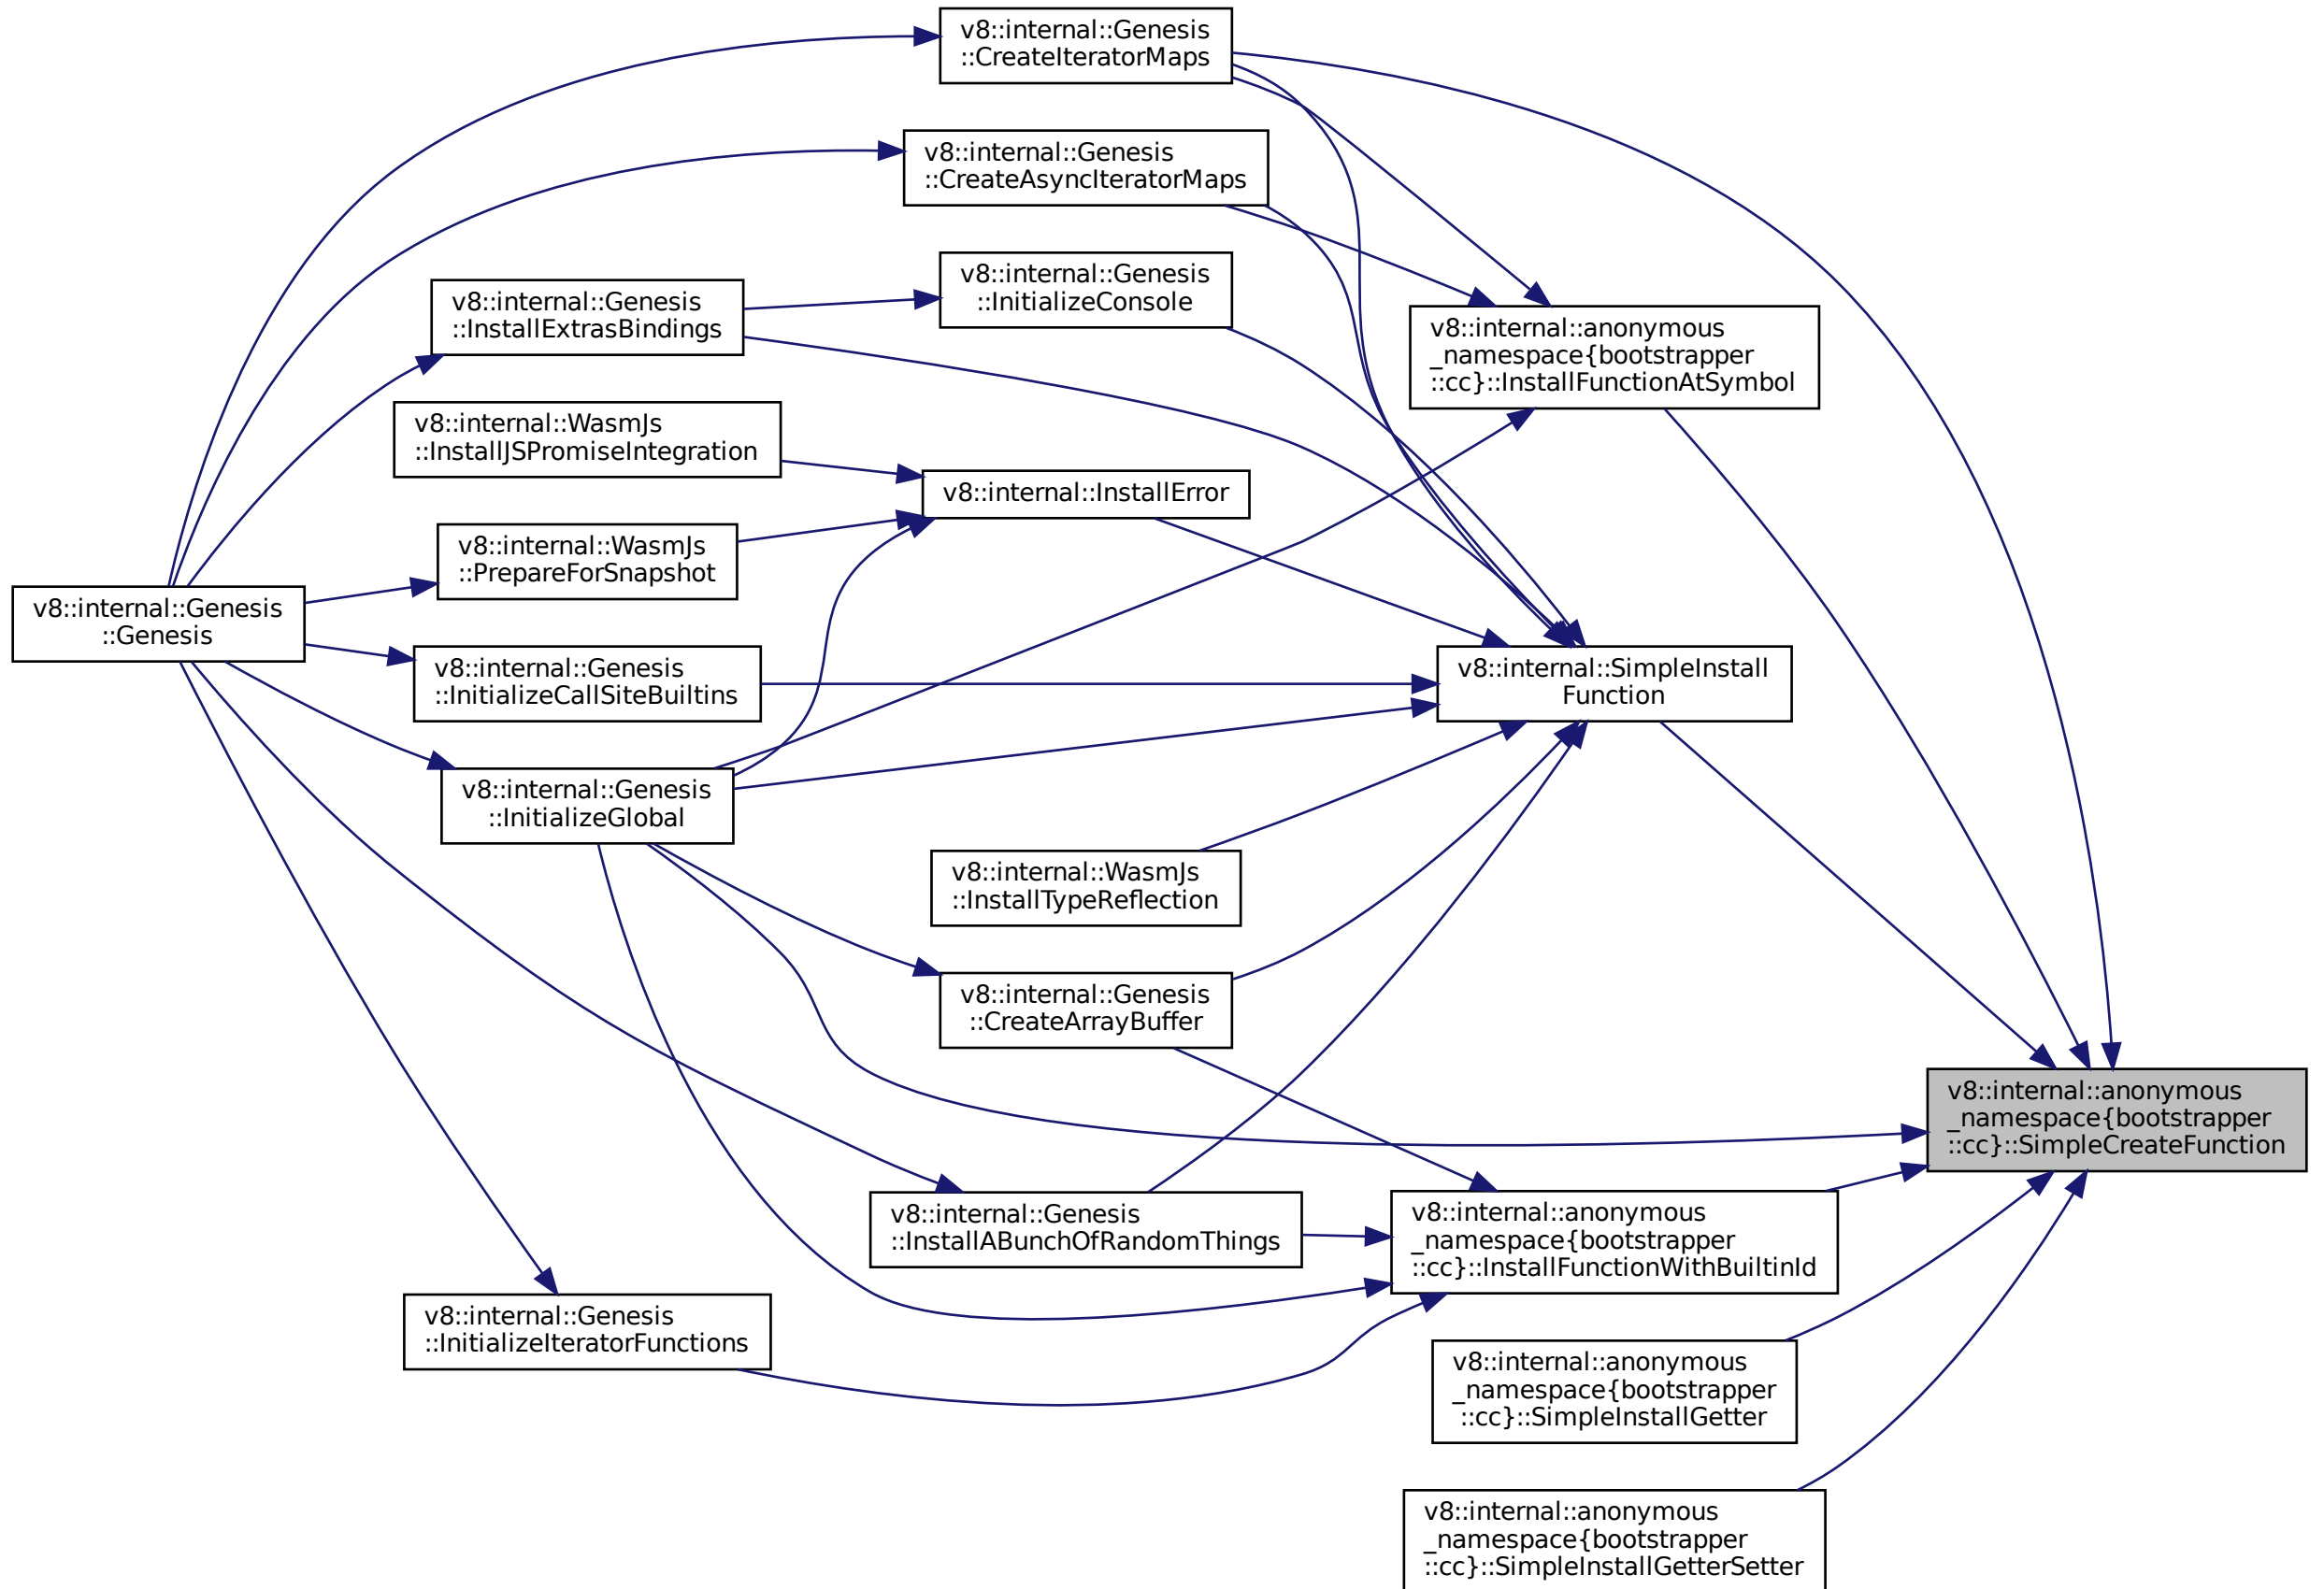 v8::internal::Genesis
::CreateIteratorMaps
v8::internal::Genesis
::CreateAsyncIteratorMaps
v8::internal::Genesis
::InitializeConsole
v8::internal::Genesis
::InstallExtrasBindings
v8::internal::anonymous
_namespace{bootstrapper
::cc}::InstallFunctionAtSymbol
v8::internal::WasmJs
::InstallJSPromiseIntegration
v8::internal::InstallError
v8::internal::WasmJs
::PrepareForSnapshot
v8::internal::Genesis
::Genesis
v8::internal::Genesis
::InitializeCallSiteBuiltins
v8::internal::SimpleInstall
Function
v8::internal::Genesis
::InitializeGlobal
v8::internal::WasmJs
::InstallTypeReflection
v8::internal::Genesis
::CreateArrayBuffer
v8::internal::anonymous
_namespace{bootstrapper
::cc}::SimpleCreateFunction
v8::internal::Genesis
::InstallABunchOfRandomThings
v8::internal::anonymous
_namespace{bootstrapper
::cc}::InstallFunctionWithBuiltinId
v8::internal::Genesis
::InitializeIteratorFunctions
v8::internal::anonymous
_namespace{bootstrapper
::cc}::SimpleInstallGetter
v8::internal::anonymous
_namespace{bootstrapper
::cc}::SimpleInstallGetterSetter